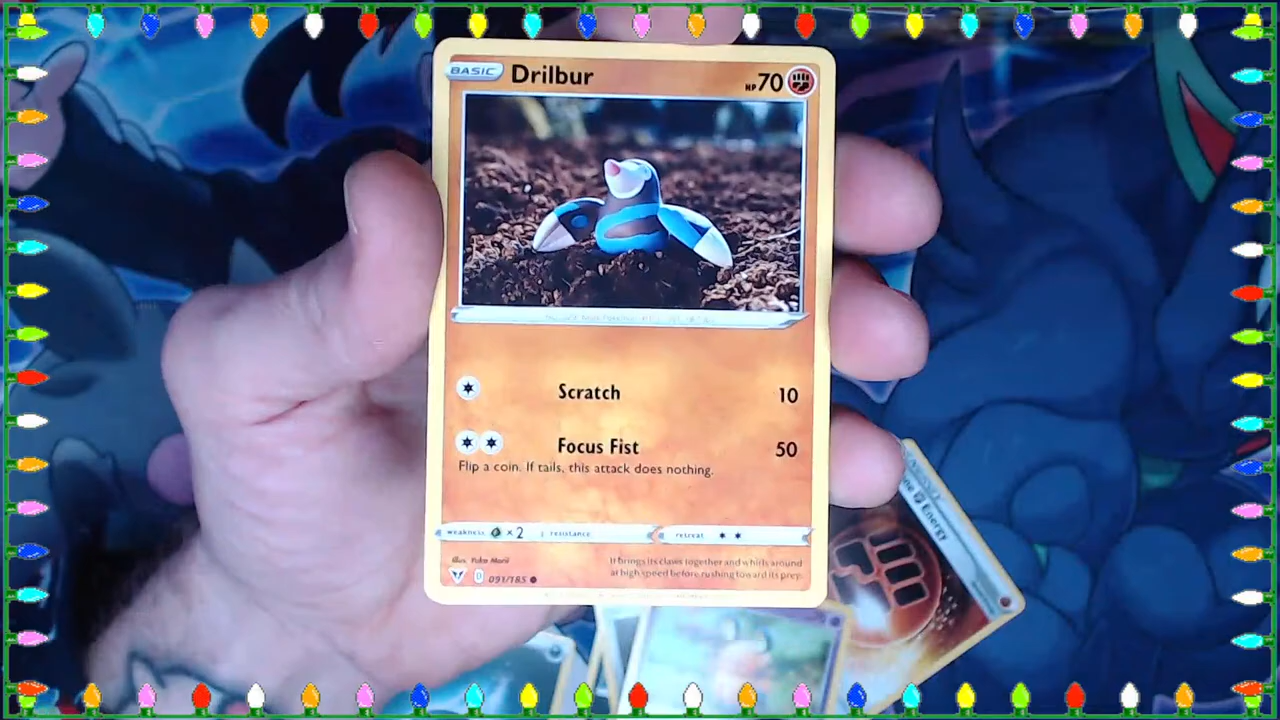 BASIC Drilbur HP 70
Scratch 10
Focus Fist 50
Flip a coin. If tails, this attack does nothing.
weakness ×2 resistance retreat
Illus. Yuka Morii
It brings its claws together and whirls around
at high speed before rushing toward its prey.
D 091/185
Energy